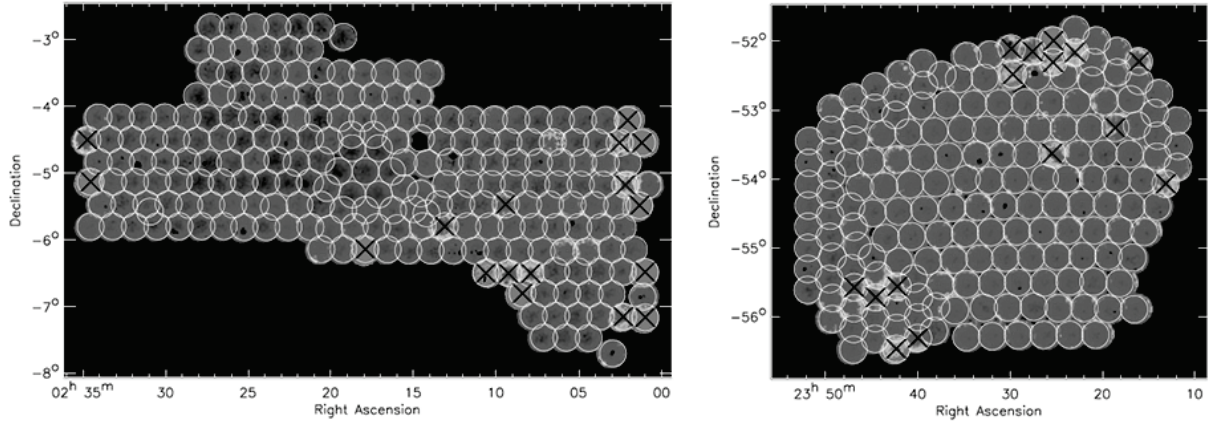 −3°
−4°
−5°
−6°
−7°
−8°
Declination
02ʰ 35ᵐ 30 25 20 15 10 05 00
Right Ascension
−52°
−53°
−54°
−55°
−56°
Declination
23ʰ 50ᵐ 40 30 20 10
Right Ascension